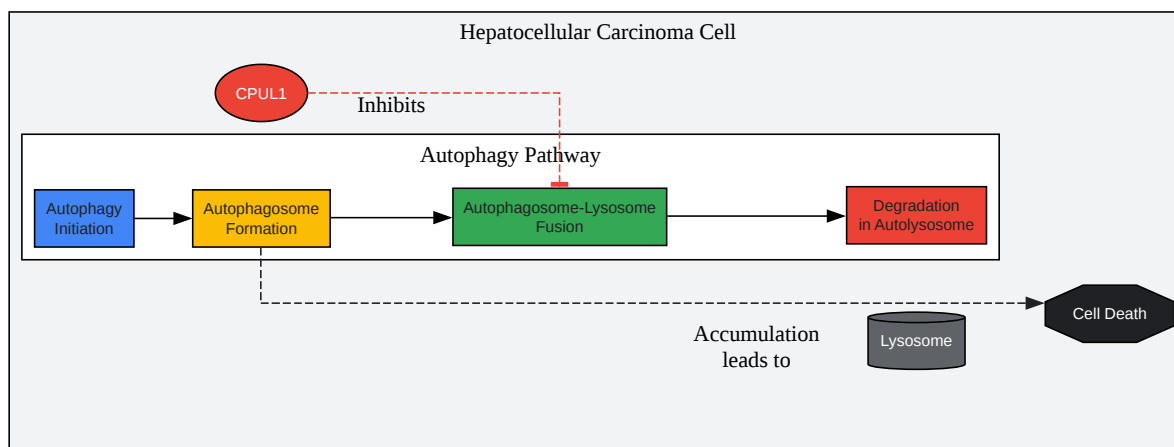 Hepatocellular Carcinoma Cell
CPUL1
Inhibits
Autophagy Pathway
Autophagy
Initiation
Autophagosome
Formation
Autophagosome-Lysosome
Fusion
Degradation
in Autolysosome
Accumulation
leads to
Lysosome
Cell Death